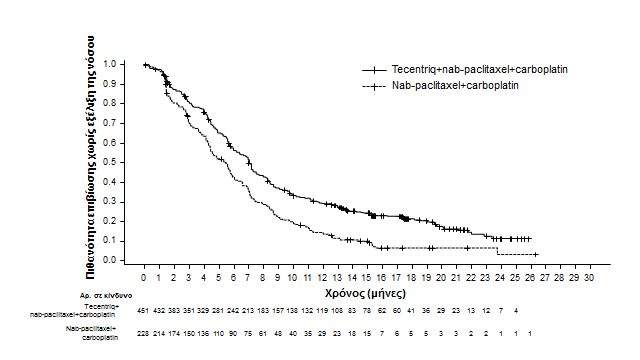 Πιθανότητα επιβίωσης χωρίς εξέλιξη της νόσου
1.0
0.9
0.8
0.7
0.6
0.5
0.4
0.3
0.2
0.1
0.0
Tecentriq+nab-paclitaxel+carboplatin
Nab-paclitaxel+carboplatin
0 1 2 3 4 5 6 7 8 9 10 11 12 13 14 15 16 17 18 19 20 21 22 23 24 25 26 27 28 29 30
Χρόνος (μήνες)
Αρ. σε κίνδυνο
Tecentriq+
nab-paclitaxel+carboplatin
451 432 383 351 329 281 242 213 183 157 138 132 119 108 83 78 62 60 41 36 29 23 13 12 7 4
Nab-paclitaxel+
carboplatin
228 214 174 150 136 110 90 75 61 48 40 35 29 23 18 15 7 6 5 5 3 3 2 2 1 1 1